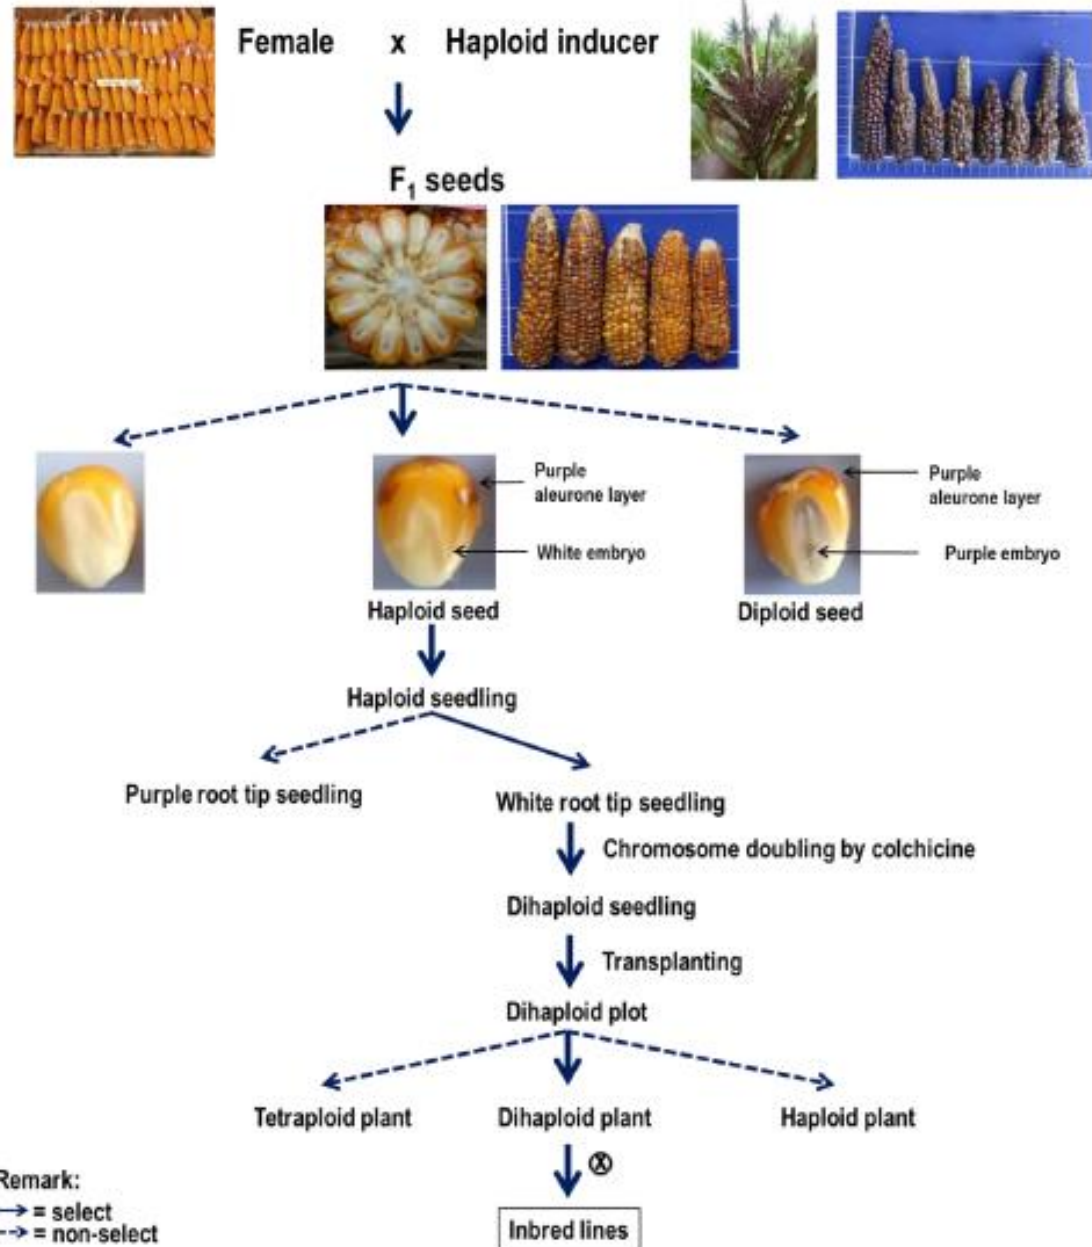 Female x Haploid inducer
F₁ seeds
Purple
aleurone layer
White embryo
Purple
aleurone layer
Purple embryo
Haploid seed
Diploid seed
Haploid seedling
Purple root tip seedling
White root tip seedling
Chromosome doubling by colchicine
Dihaploid seedling
Transplanting
Dihaploid plot
Tetraploid plant
Dihaploid plant
Haploid plant
ⓧ
Inbred lines
Remark:
= select
= non-select